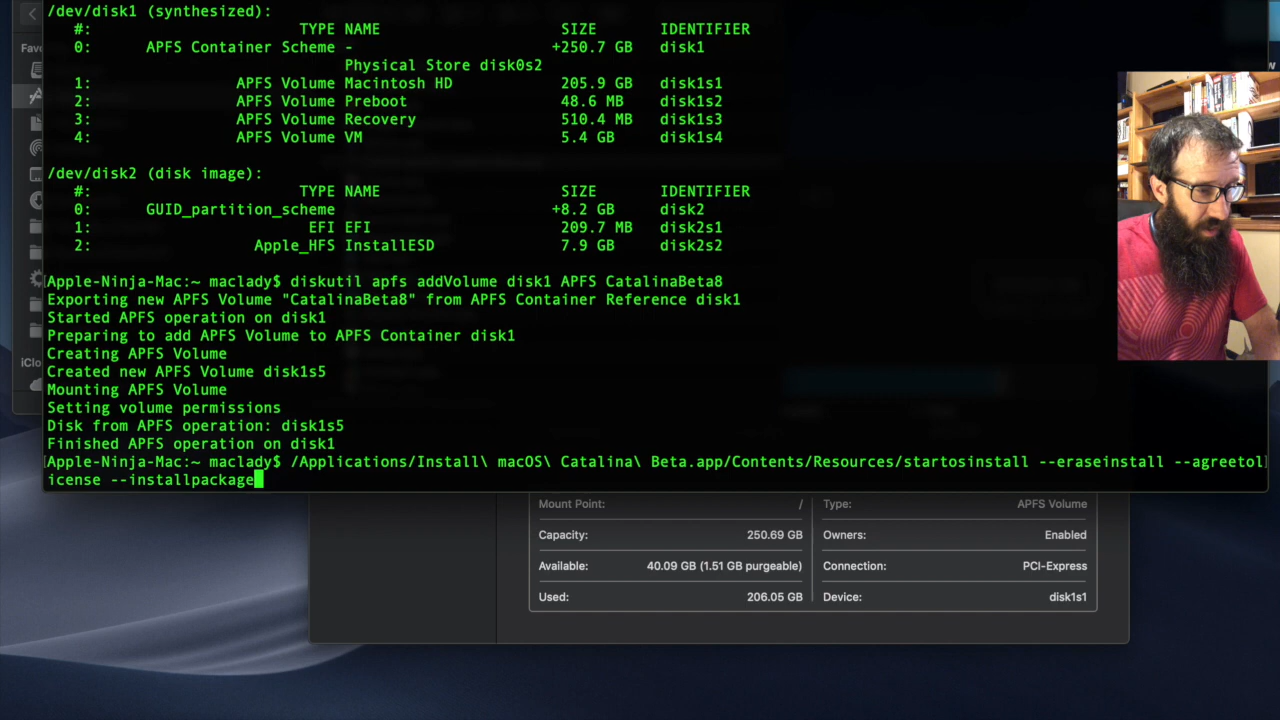 /dev/disk1 (synthesized):
#: TYPE NAME SIZE IDENTIFIER
0: APFS Container Scheme - +250.7 GB disk1
Physical Store disk0s2
1: APFS Volume Macintosh HD 205.9 GB disk1s1
2: APFS Volume Preboot 48.6 MB disk1s2
3: APFS Volume Recovery 510.4 MB disk1s3
4: APFS Volume VM 5.4 GB disk1s4
/dev/disk2 (disk image):
#: TYPE NAME SIZE IDENTIFIER
0: GUID_partition_scheme +8.2 GB disk2
1: EFI EFI 209.7 MB disk2s1
2: Apple_HFS InstallESD 7.9 GB disk2s2
[Apple-Ninja-Mac:~ maclady$ diskutil apfs addVolume disk1 APFS CatalinaBeta8
Exporting new APFS Volume "CatalinaBeta8" from APFS Container Reference disk1
Started APFS operation on disk1
Preparing to add APFS Volume to APFS Container disk1
Creating APFS Volume
Created new APFS Volume disk1s5
Mounting APFS Volume
Setting volume permissions
Disk from APFS operation: disk1s5
Finished APFS operation on disk1
[Apple-Ninja-Mac:~ maclady$ /Applications/Install\ macOS\ Catalina\ Beta.app/Contents/Resources/startosinstall --eraseinstall --agreetol]
icense --installpackage
Mount Point: / Type: APFS Volume
Capacity: 250.69 GB Owners: Enabled
Available: 40.09 GB (1.51 GB purgeable) Connection: PCI-Express
Used: 206.05 GB Device: disk1s1